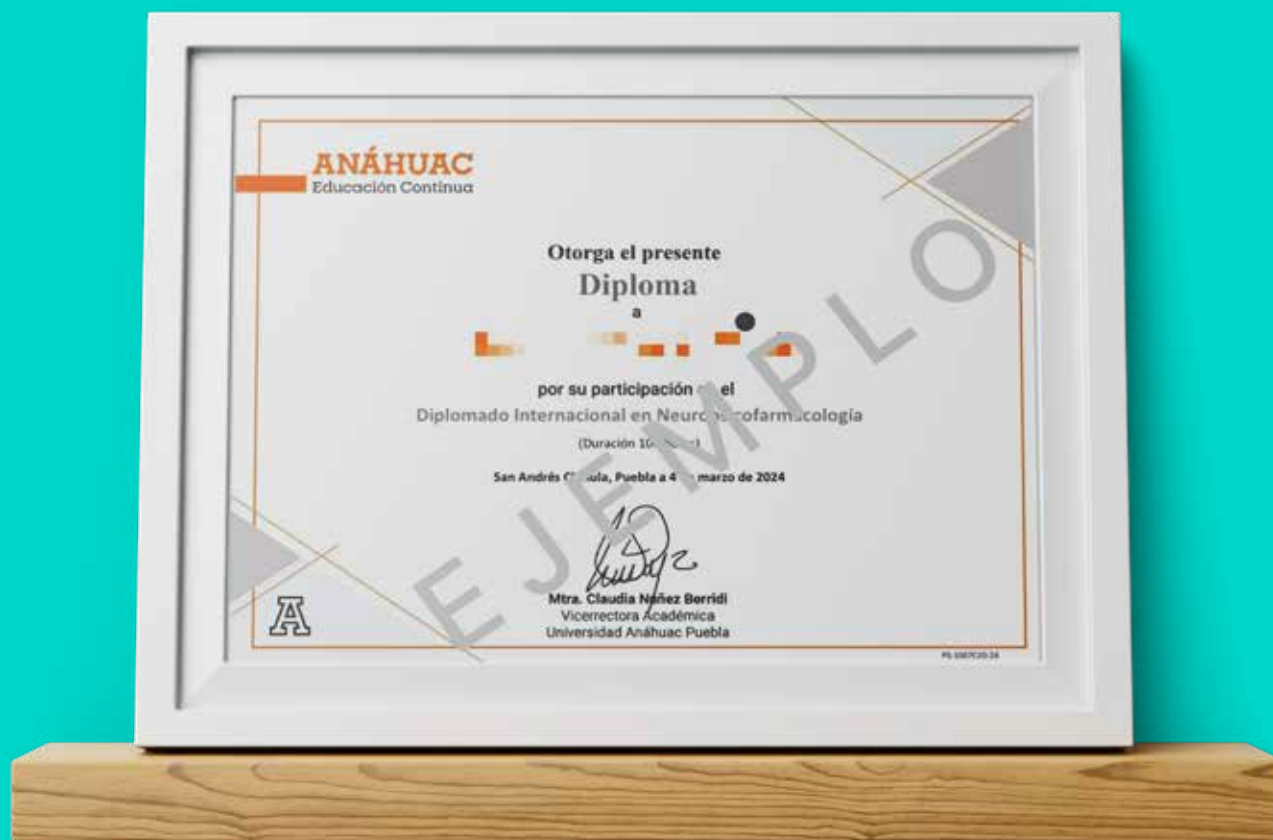 ANÁHUAC
Educación Continua
Otorga el presente
Diploma
a
por su participación el
Diplomado Internacional en
(Duración
San Andrés Puebla a 4 marzo de 2024
EJEMPLO
Mtra. Claudia Núñez Berridi
Vicerrectora Académica
Universidad Anáhuac Puebla
A